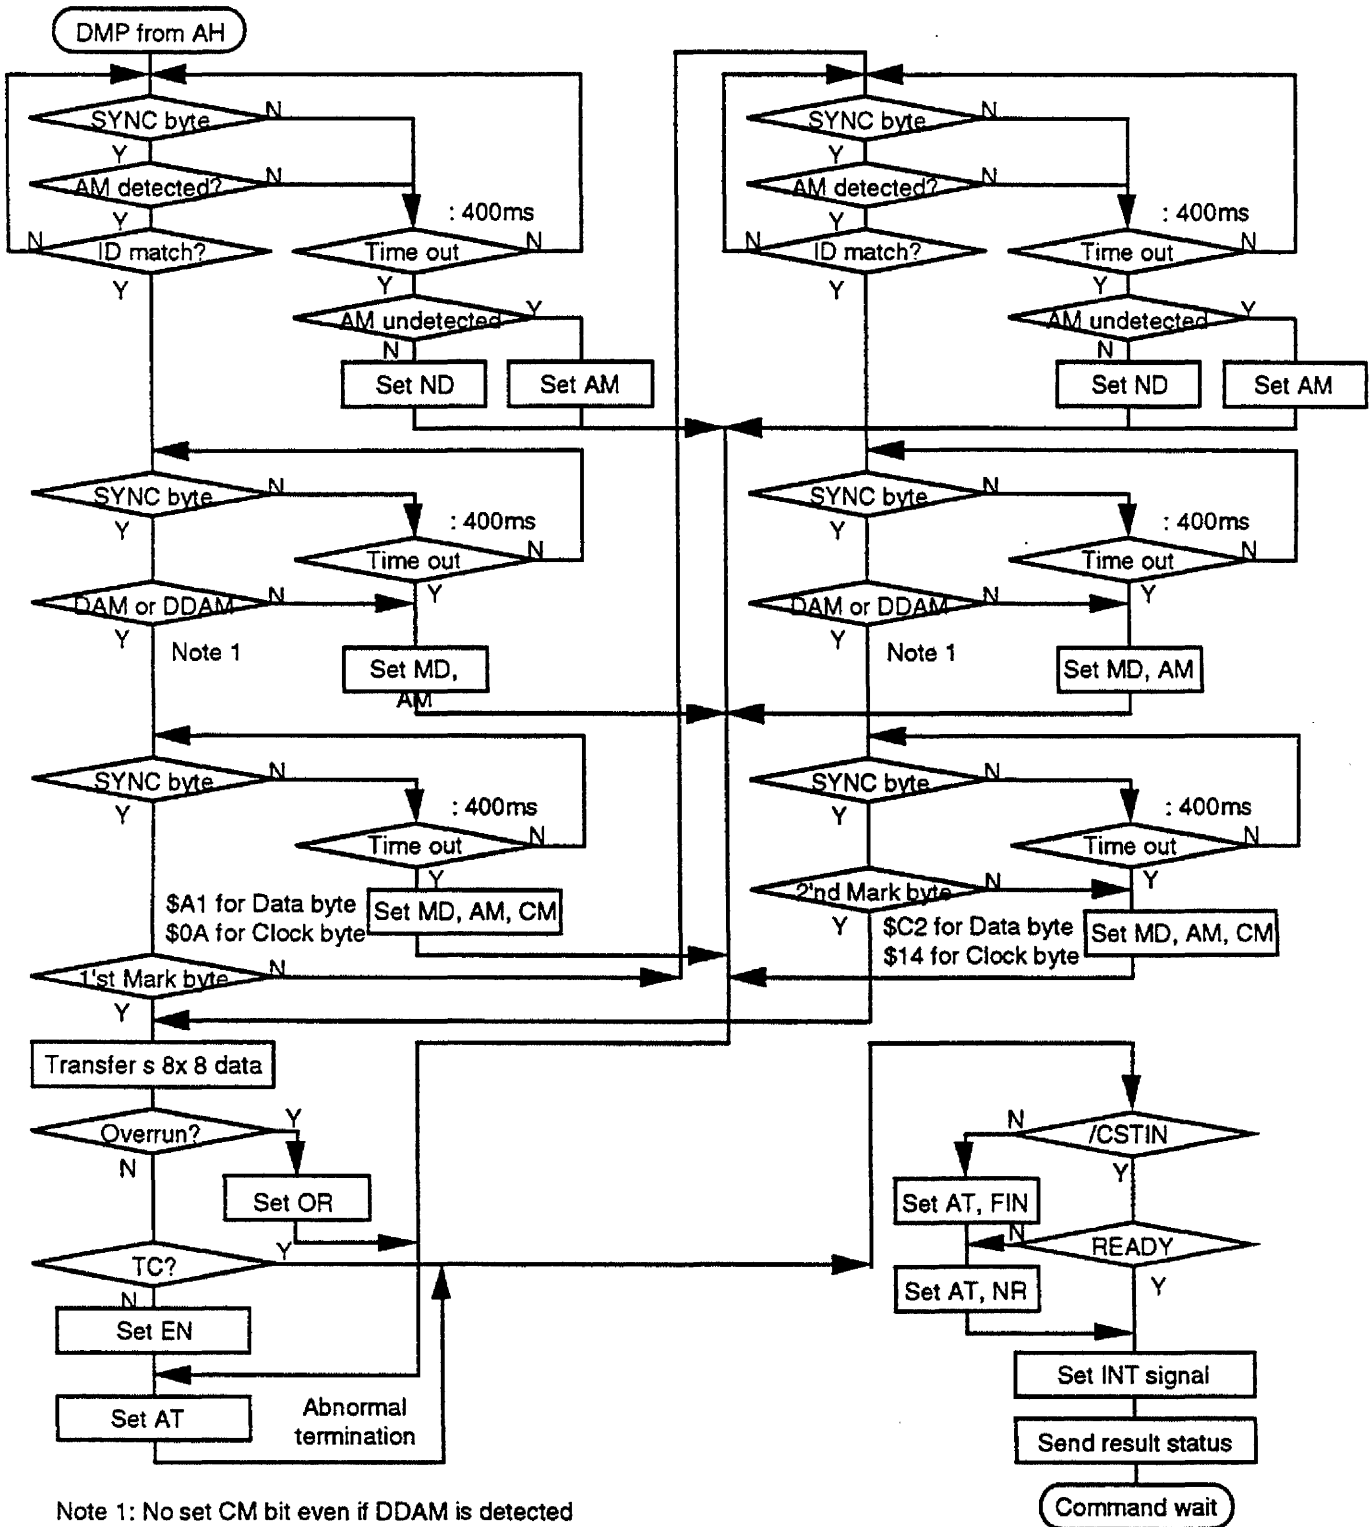 DMP from AH
SYNC byte
N
Y
AM detected?
N
Y
: 400ms
N
ID match?
Y
Time out
N
Y
AM undetected
Y
N
Set ND
Set AM
SYNC byte
N
Y
: 400ms
Time out
N
Y
DAM or DDAM
N
Y
Note 1
Set MD,
AM
SYNC byte
N
Y
: 400ms
Time out
N
Y
$A1 for Data byte
$0A for Clock byte
Set MD, AM, CM
1'st Mark byte
N
Y
Transfer s 8x 8 data
Overrun?
Y
N
Set OR
TC?
Y
N
Set EN
Set AT
Abnormal
termination
SYNC byte
N
Y
AM detected?
N
Y
: 400ms
N
ID match?
Y
Time out
N
Y
AM undetected
Y
N
Set ND
Set AM
SYNC byte
N
Y
: 400ms
Time out
N
Y
DAM or DDAM
N
Y
Note 1
Set MD, AM
SYNC byte
N
Y
: 400ms
Time out
N
Y
2'nd Mark byte
N
Y
$C2 for Data byte
$14 for Clock byte
Set MD, AM, CM
/CSTIN
N
Y
Set AT, FIN
READY
N
Y
Set AT, NR
Set INT signal
Send result status
Command wait
Note 1: No set CM bit even if DDAM is detected